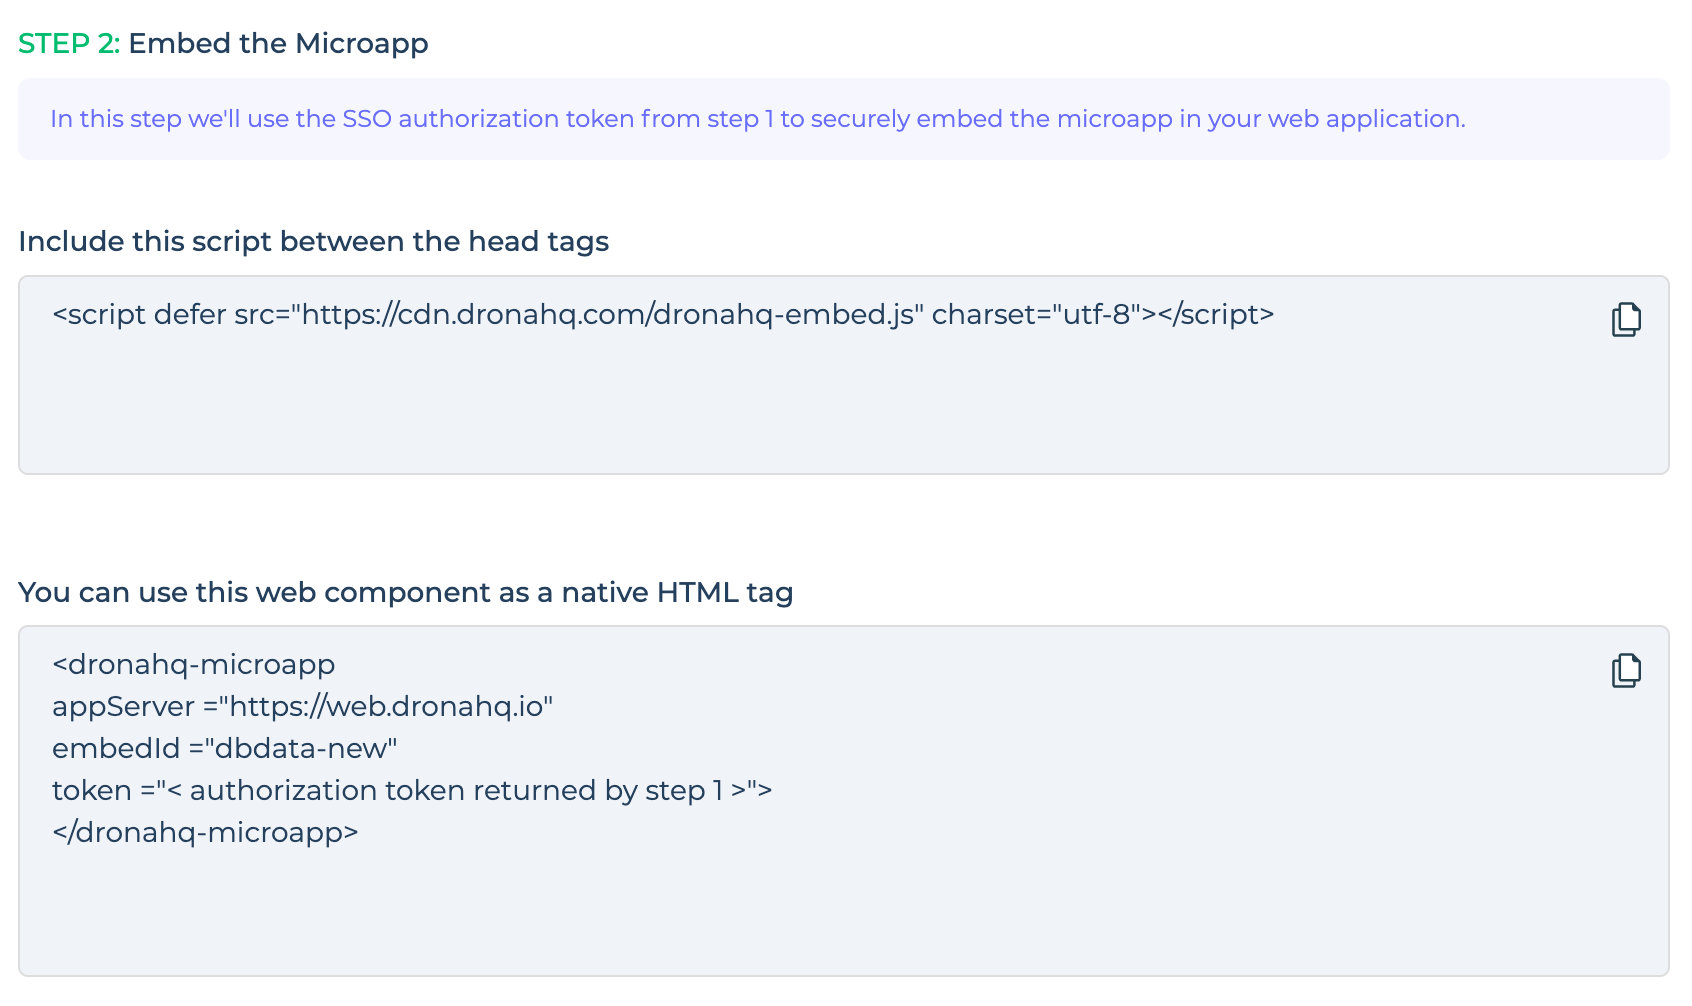 STEP 2: Embed the Microapp
In this step we'll use the SSO authorization token from step 1 to securely embed the microapp in your web application.
Include this script between the head tags
<script defer src="https://cdn.dronahq.com/dronahq-embed.js" charset="utf-8"></script>
You can use this web component as a native HTML tag
<dronahq-microapp
appServer ="https://web.dronahq.io"
embedId ="dbdata-new"
token ="< authorization token returned by step 1 >">
</dronahq-microapp>